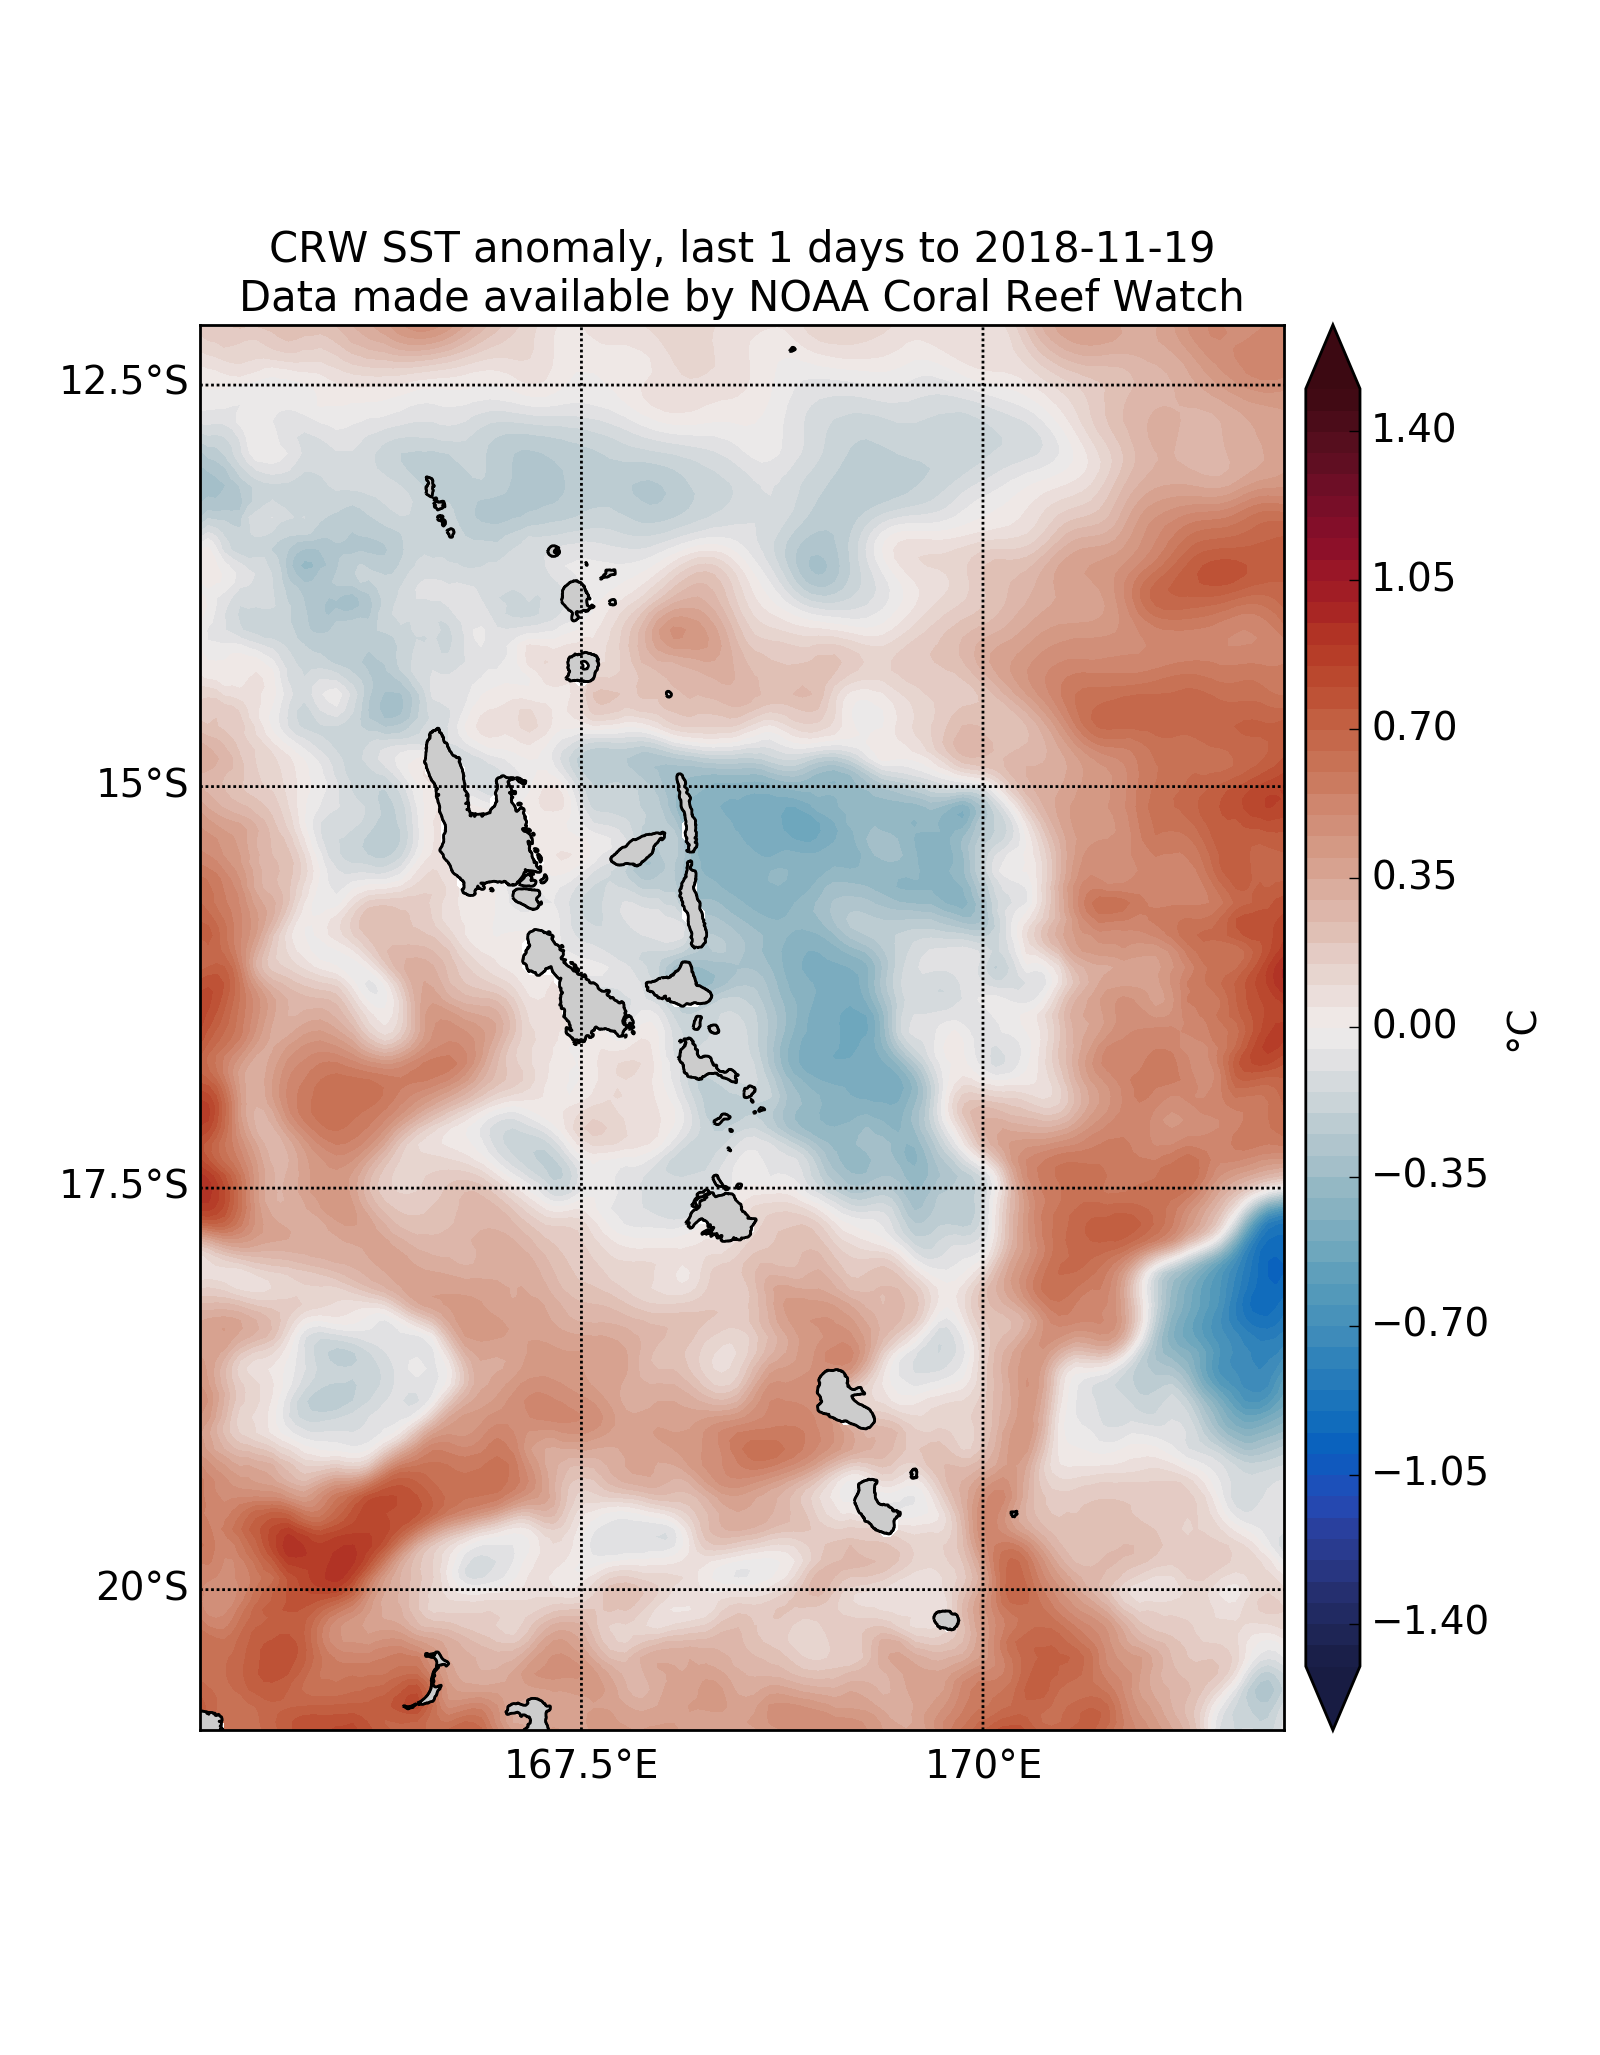 CRW SST anomaly, last 1 days to 2018-11-19
Data made available by NOAA Coral Reef Watch
12.5°S
15°S
17.5°S
20°S
167.5°E
170°E
1.40
1.05
0.70
0.35
0.00
−0.35
−0.70
−1.05
−1.40
°C